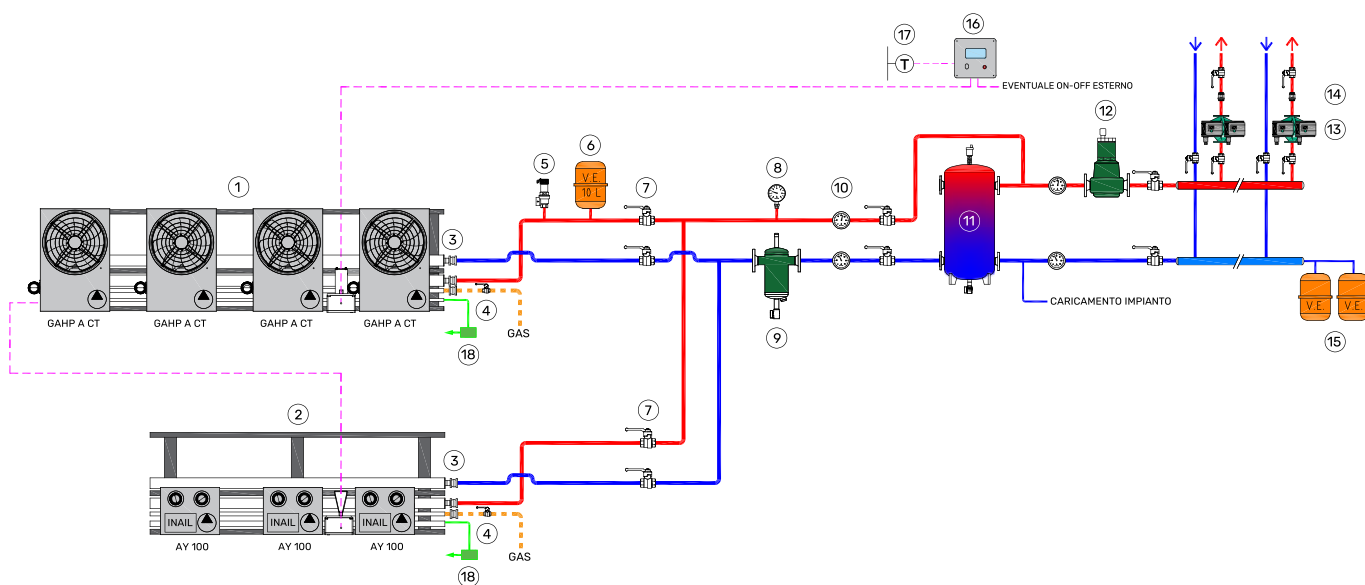 17
16
T
EVENTUALE ON-OFF ESTERNO
14
13
12
1
5
6
V.E.
10 L
7
8
10
11
3
GAHP A CT
GAHP A CT
GAHP A CT
GAHP A CT
4
GAS
18
9
CARICAMENTO IMPIANTO
V.E.
V.E.
15
2
7
3
INAIL
INAIL
INAIL
AY 100
AY 100
AY 100
4
GAS
18